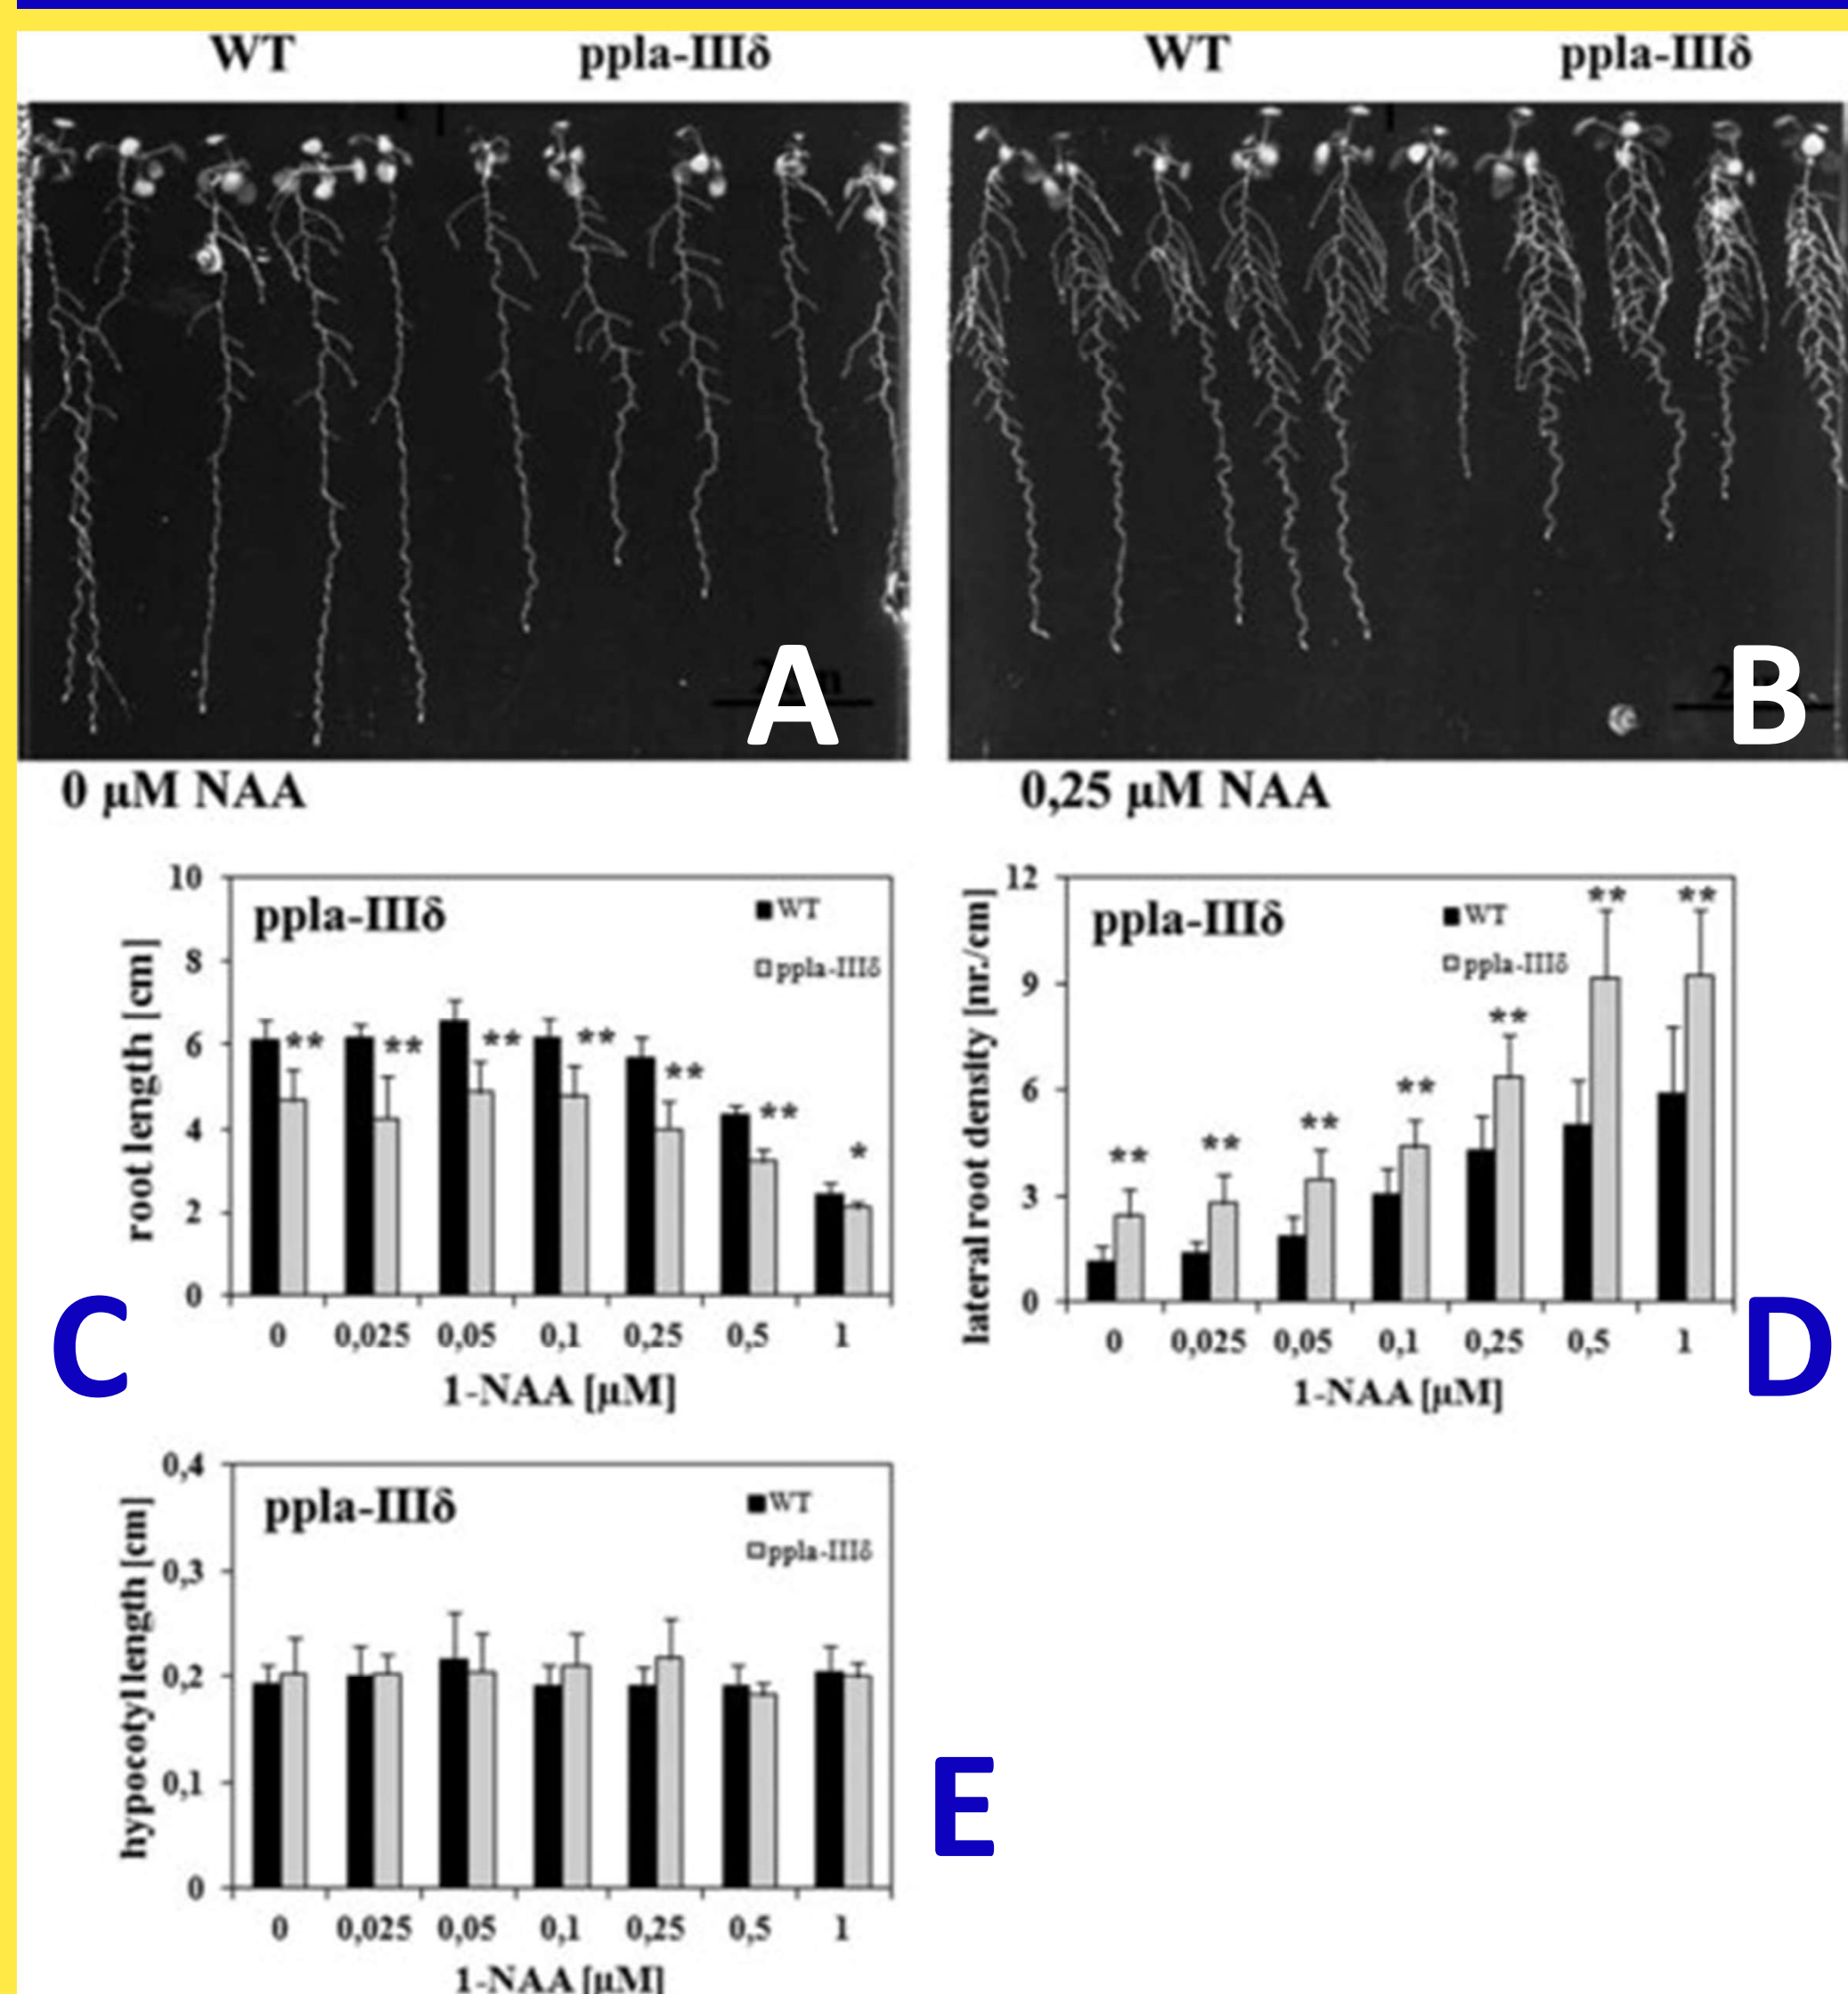 WT ppla-IIIδ WT ppla-IIIδ
A
B
0 µM NAA
0,25 µM NAA
ppla-IIIδ
WT
ppla-IIIδ
root length [cm]
10
8
6
4
2
0
** ** ** ** ** ** *
0 0,025 0,05 0,1 0,25 0,5 1
1-NAA [µM]
C
ppla-IIIδ
WT
ppla-IIIδ
lateral root density [nr./cm]
12
9
6
3
0
** ** ** ** ** ** **
0 0,025 0,05 0,1 0,25 0,5 1
1-NAA [µM]
D
ppla-IIIδ
WT
ppla-IIIδ
hypocotyl length [cm]
0,4
0,3
0,2
0,1
0
0 0,025 0,05 0,1 0,25 0,5 1
1-NAA [µM]
E